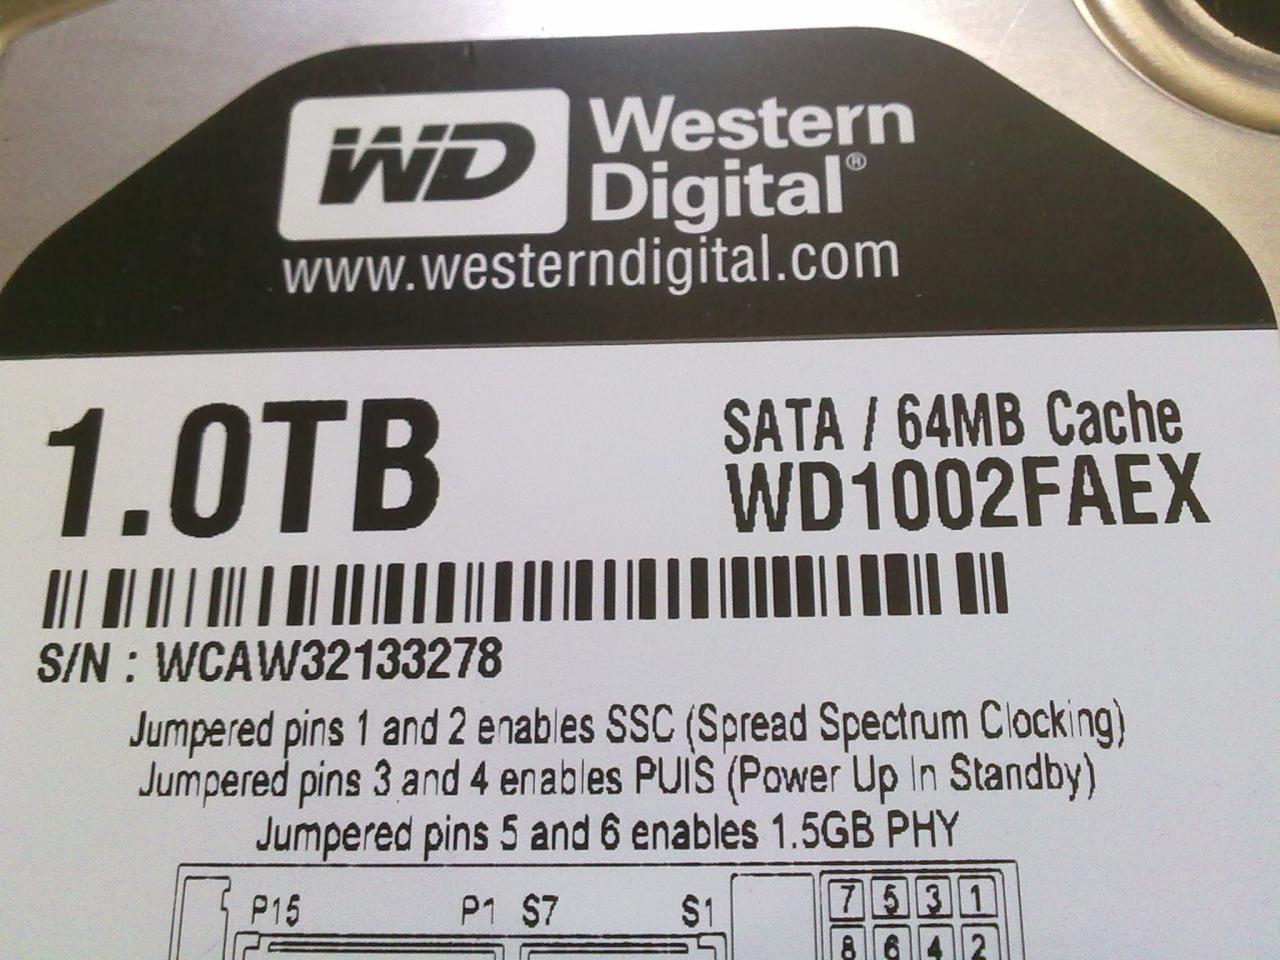 WD Western
Digital®
www.westerndigital.com
1.0TB
SATA / 64MB Cache
WD1002FAEX
S/N : WCAW32133278
Jumpered pins 1 and 2 enables SSC (Spread Spectrum Clocking)
Jumpered pins 3 and 4 enables PUIS (Power Up In Standby)
Jumpered pins 5 and 6 enables 1.5GB PHY
P15 P1 S7 S1 7 5 3 1
8 6 4 2